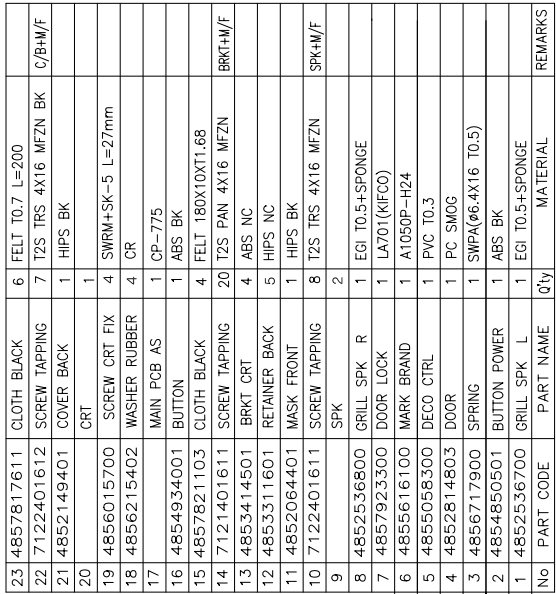 23 4857817611 CLOTH BLACK 6 FELT T0.7 L=200
22 7122401612 SCREW TAPPING 7 T2S TRS 4X16 MFZN BK C/B+M/F
21 4852149401 COVER BACK 1 HIPS BK
20 CRT 1
19 4856015700 SCREW CRT FIX 4 SWRM+SK-5 L=27mm
18 4856215402 WASHER RUBBER 4 CR
17 MAIN PCB AS 1 CP-775
16 4854934001 BUTTON 1 ABS BK
15 4857821103 CLOTH BLACK 4 FELT 180X10XT1.68
14 7121401611 SCREW TAPPING 20 T2S PAN 4X16 MFZN BRKT+M/F
13 4853414501 BRKT CRT 4 ABS NC
12 4853311601 RETAINER BACK 5 HIPS NC
11 4852064401 MASK FRONT 1 HIPS BK
10 7122401611 SCREW TAPPING 8 T2S TRS 4X16 MFZN SPK+M/F
9 SPK 2
8 4852536800 GRILL SPK R 1 EGI T0.5+SPONGE
7 4857923300 DOOR LOCK 1 LA701(KIFCO)
6 4855616100 MARK BRAND 1 A1050P-H24
5 4855058300 DECO CTRL 1 PVC T0.3
4 4852814803 DOOR 1 PC SMOG
3 4856717900 SPRING 1 SWPA(ø6.4X16 T0.5)
2 4854850501 BUTTON POWER 1 ABS BK
1 4852536700 GRILL SPK L 1 EGI T0.5+SPONGE
No PART CODE PART NAME Q'ty MATERIAL REMARKS